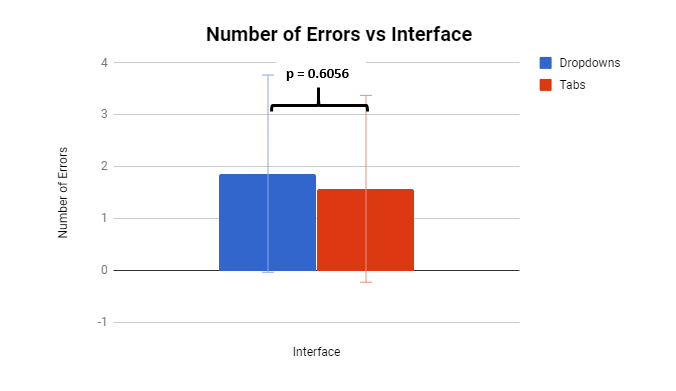 Number of Errors vs Interface
Dropdowns
Tabs
p = 0.6056
4
3
2
1
0
-1
Number of Errors
Interface